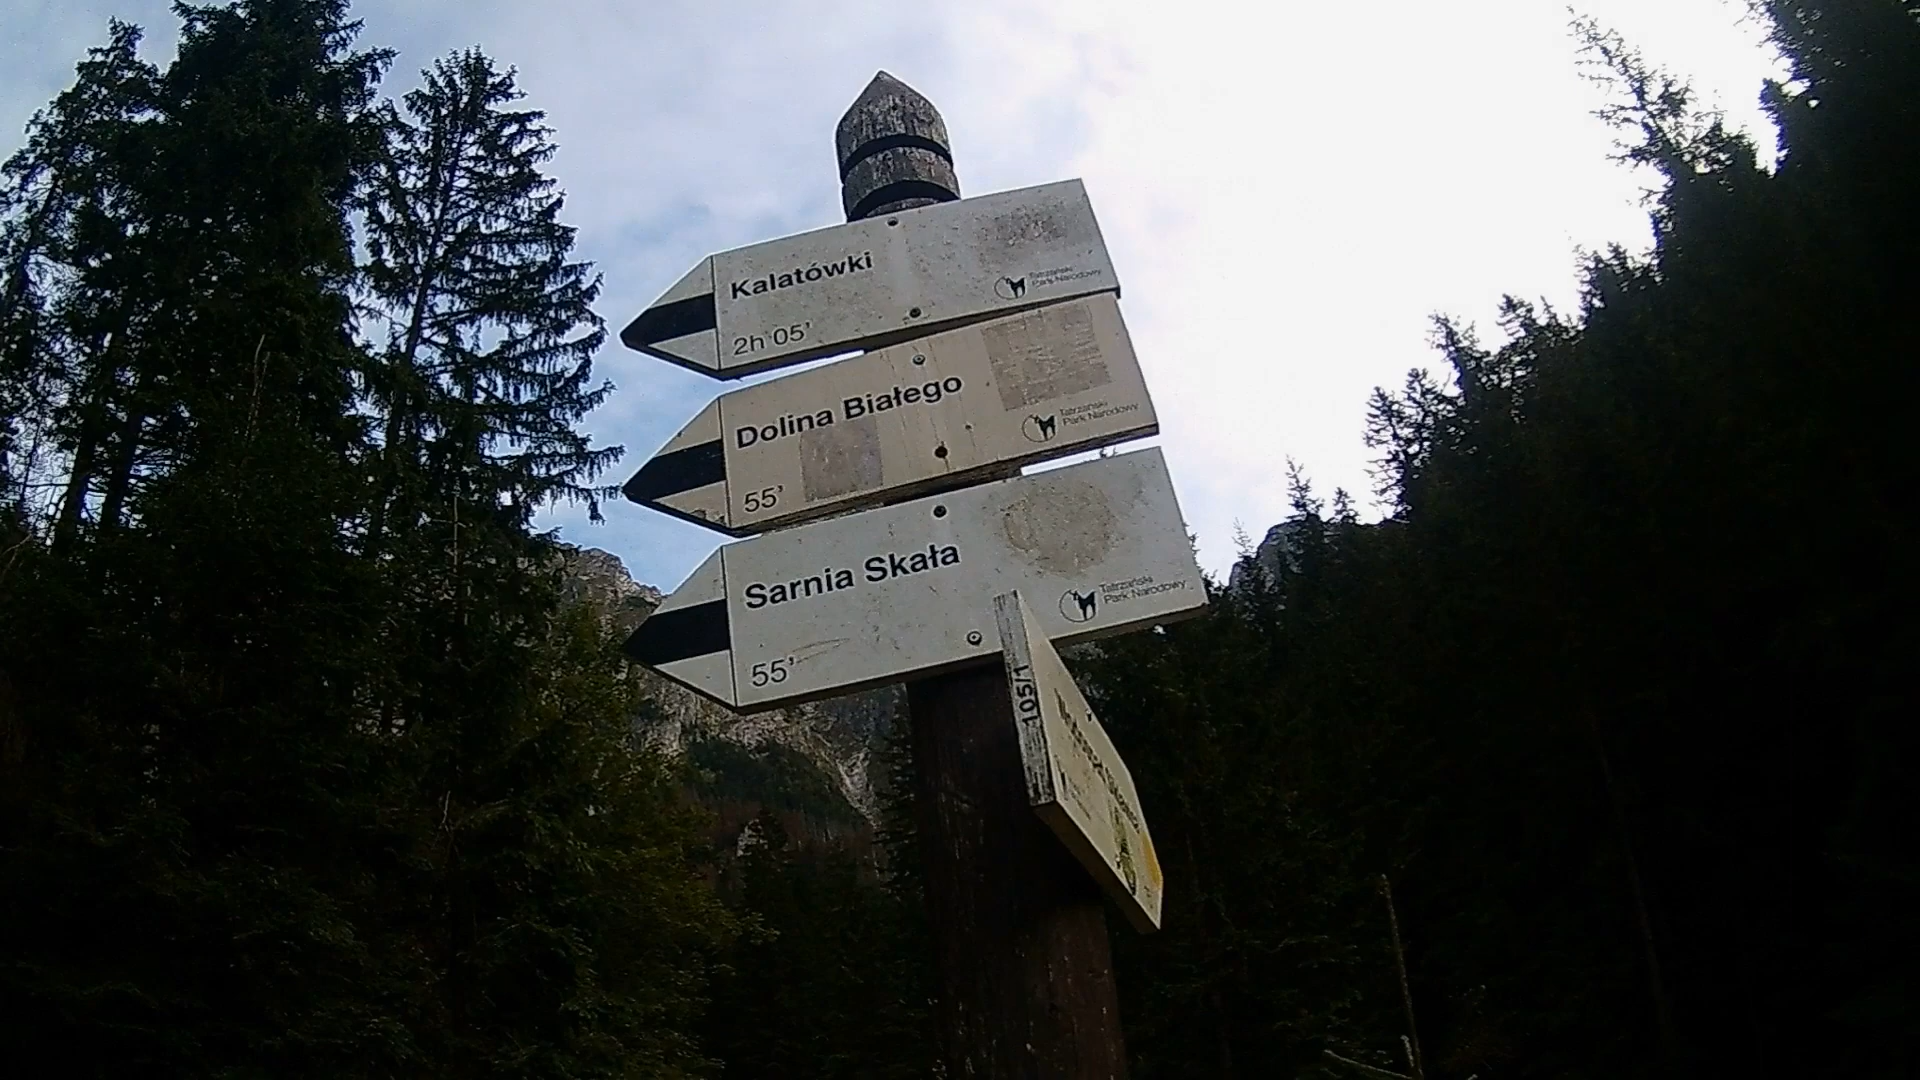 Kalatówki
2h 05'
Tatrzański
Park Narodowy
Dolina Białego
55'
Tatrzański
Park Narodowy
Sarnia Skała
55'
Tatrzański
Park Narodowy
105/1